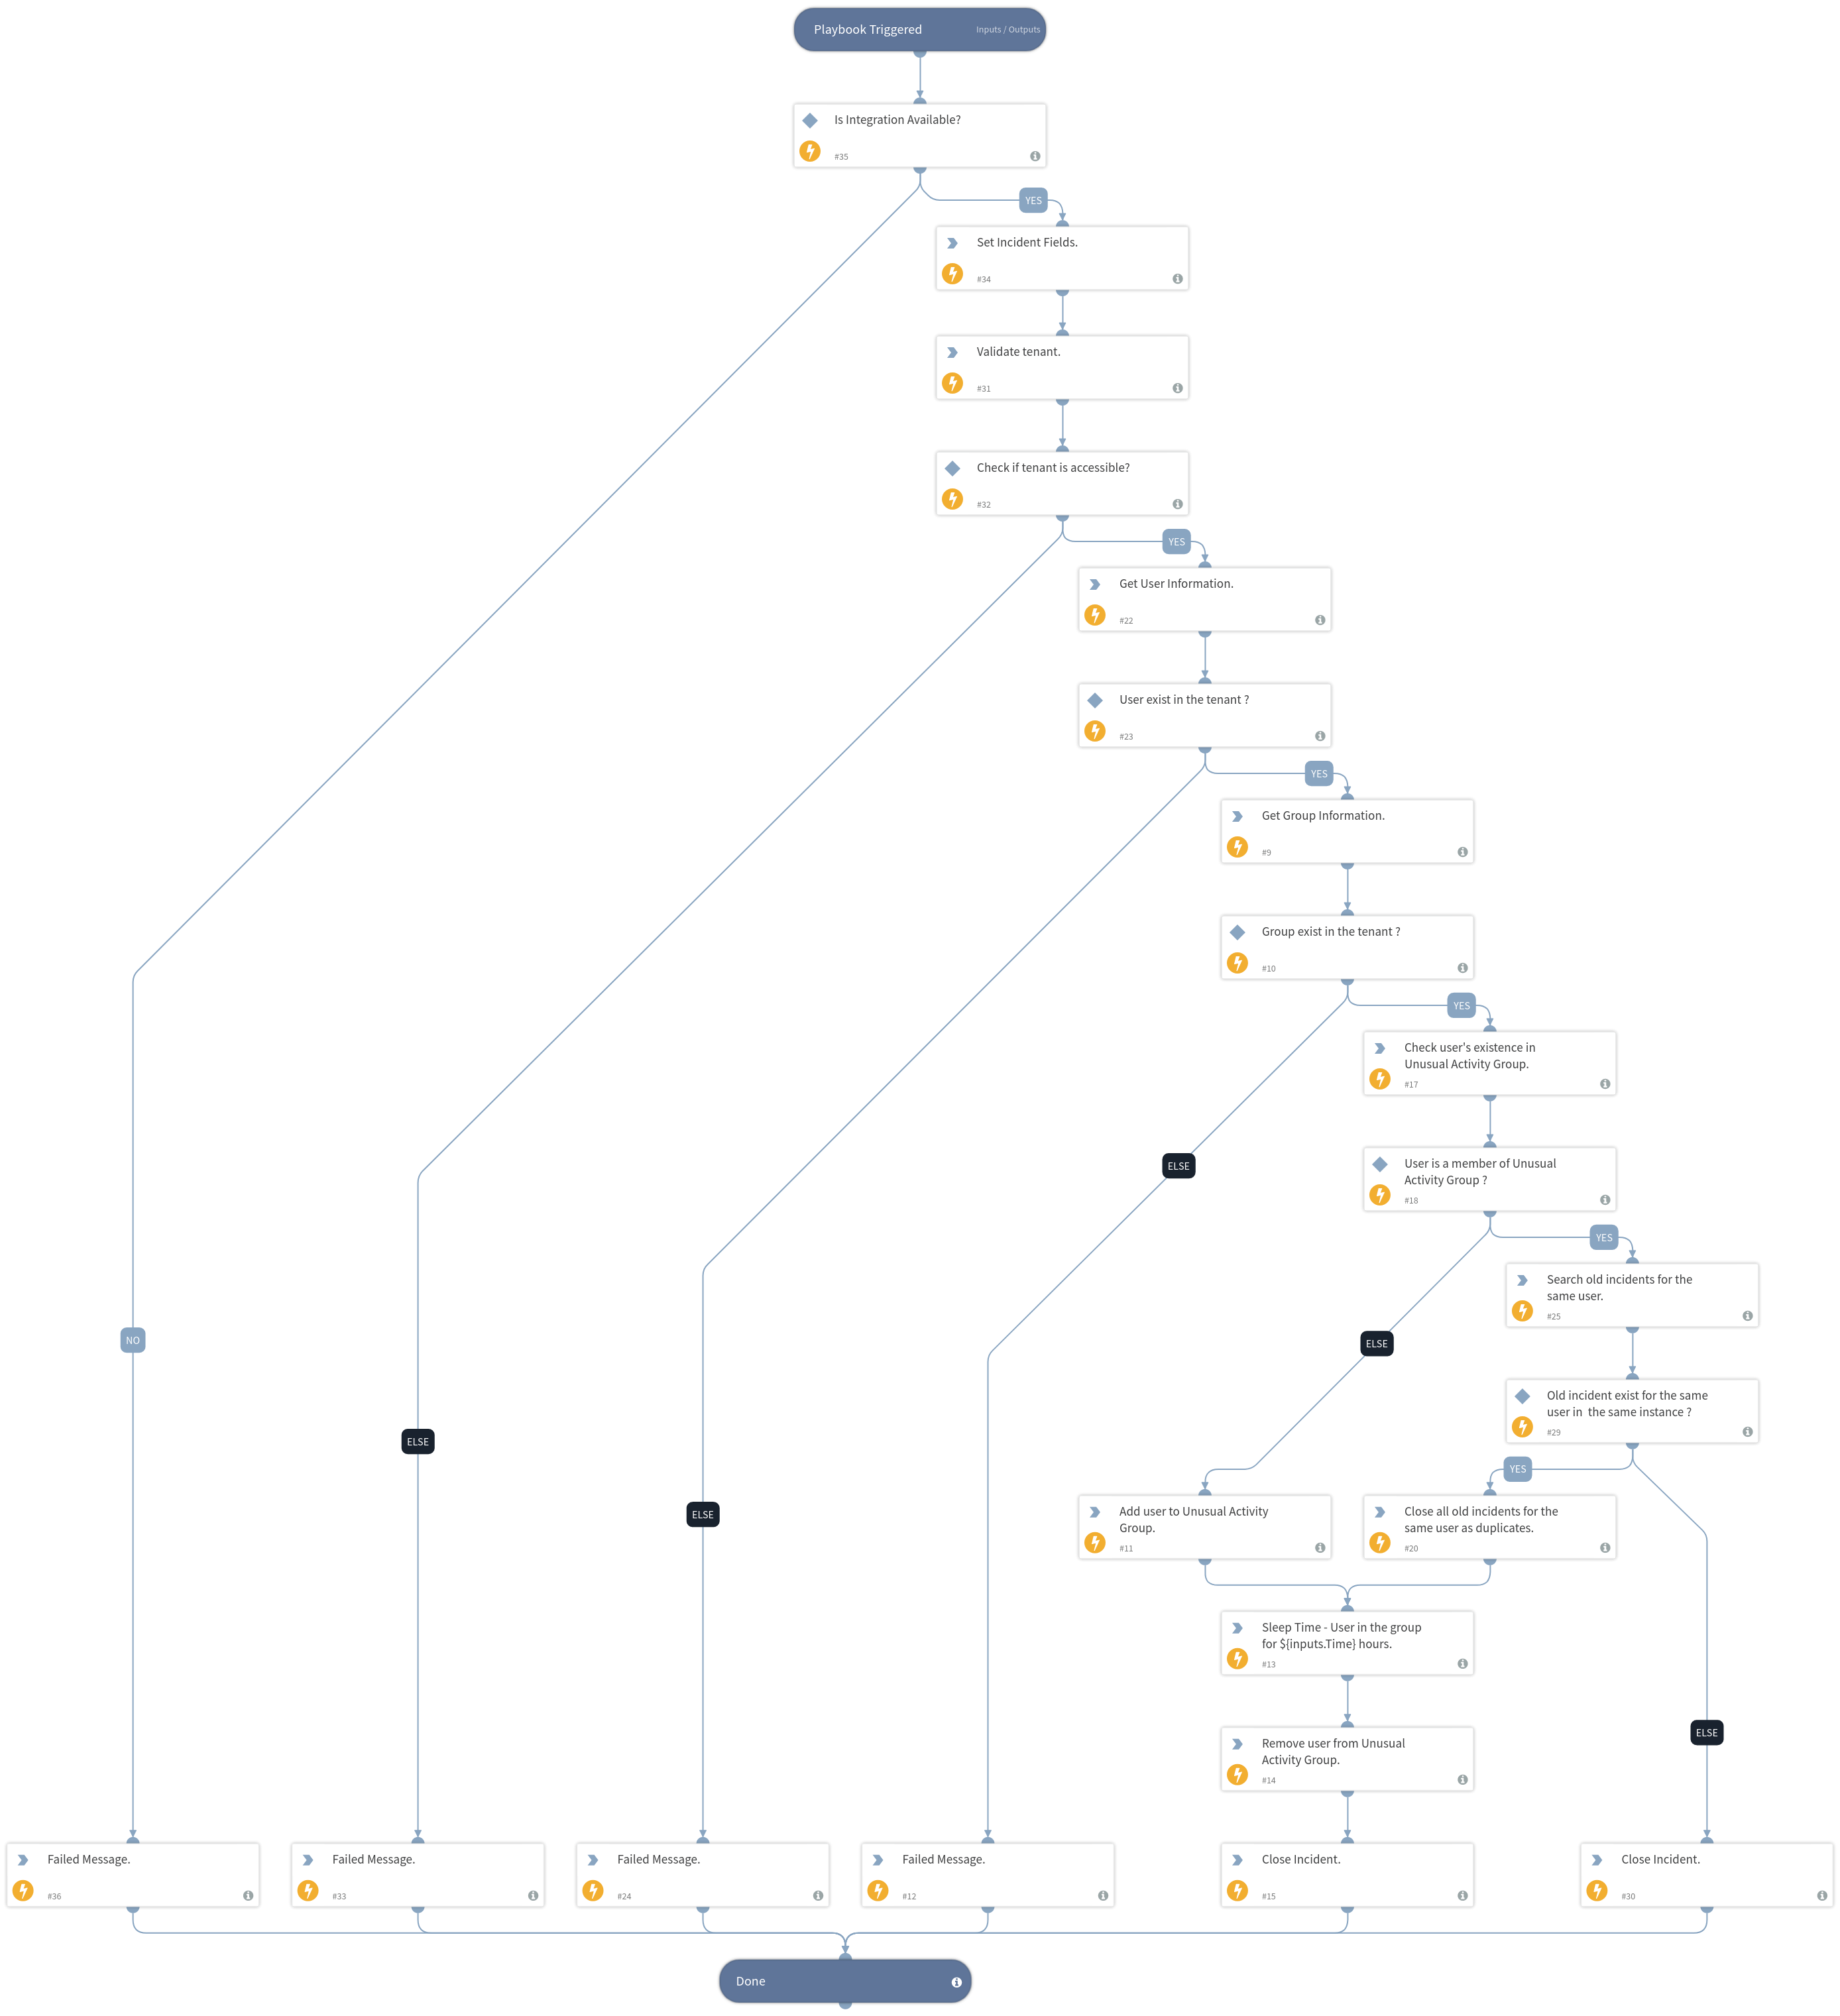 Playbook Triggered
Inputs / Outputs
Is Integration Available?
#35
YES
Set Incident Fields.
#34
Validate tenant.
#31
Check if tenant is accessible?
#32
YES
Get User Information.
#22
User exist in the tenant ?
#23
YES
Get Group Information.
#9
Group exist in the tenant ?
#10
YES
Check user's existence in
Unusual Activity Group.
#17
ELSE
User is a member of Unusual
Activity Group ?
#18
YES
Search old incidents for the
same user.
#25
NO
ELSE
Old incident exist for the same
user in  the same instance ?
#29
ELSE
YES
ELSE
Add user to Unusual Activity
Group.
#11
Close all old incidents for the
same user as duplicates.
#20
Sleep Time - User in the group
for ${inputs.Time} hours.
#13
ELSE
Remove user from Unusual
Activity Group.
#14
Failed Message.
#36
Failed Message.
#33
Failed Message.
#24
Failed Message.
#12
Close Incident.
#15
Close Incident.
#30
Done